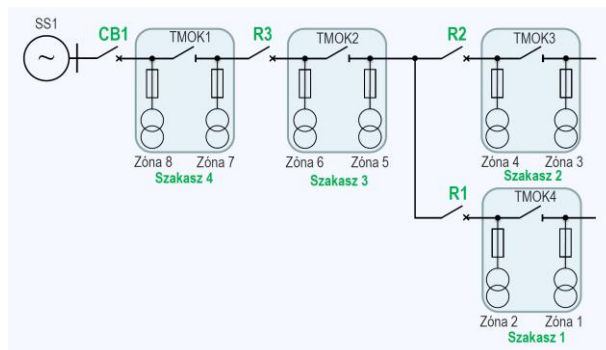 SS1
CB1
TMOK1
R3
TMOK2
R2
TMOK3
Zóna 8
Zóna 7
Szakasz 4
Zóna 6
Zóna 5
Szakasz 3
Zóna 4
Zóna 3
Szakasz 2
R1
TMOK4
Zóna 2
Zóna 1
Szakasz 1